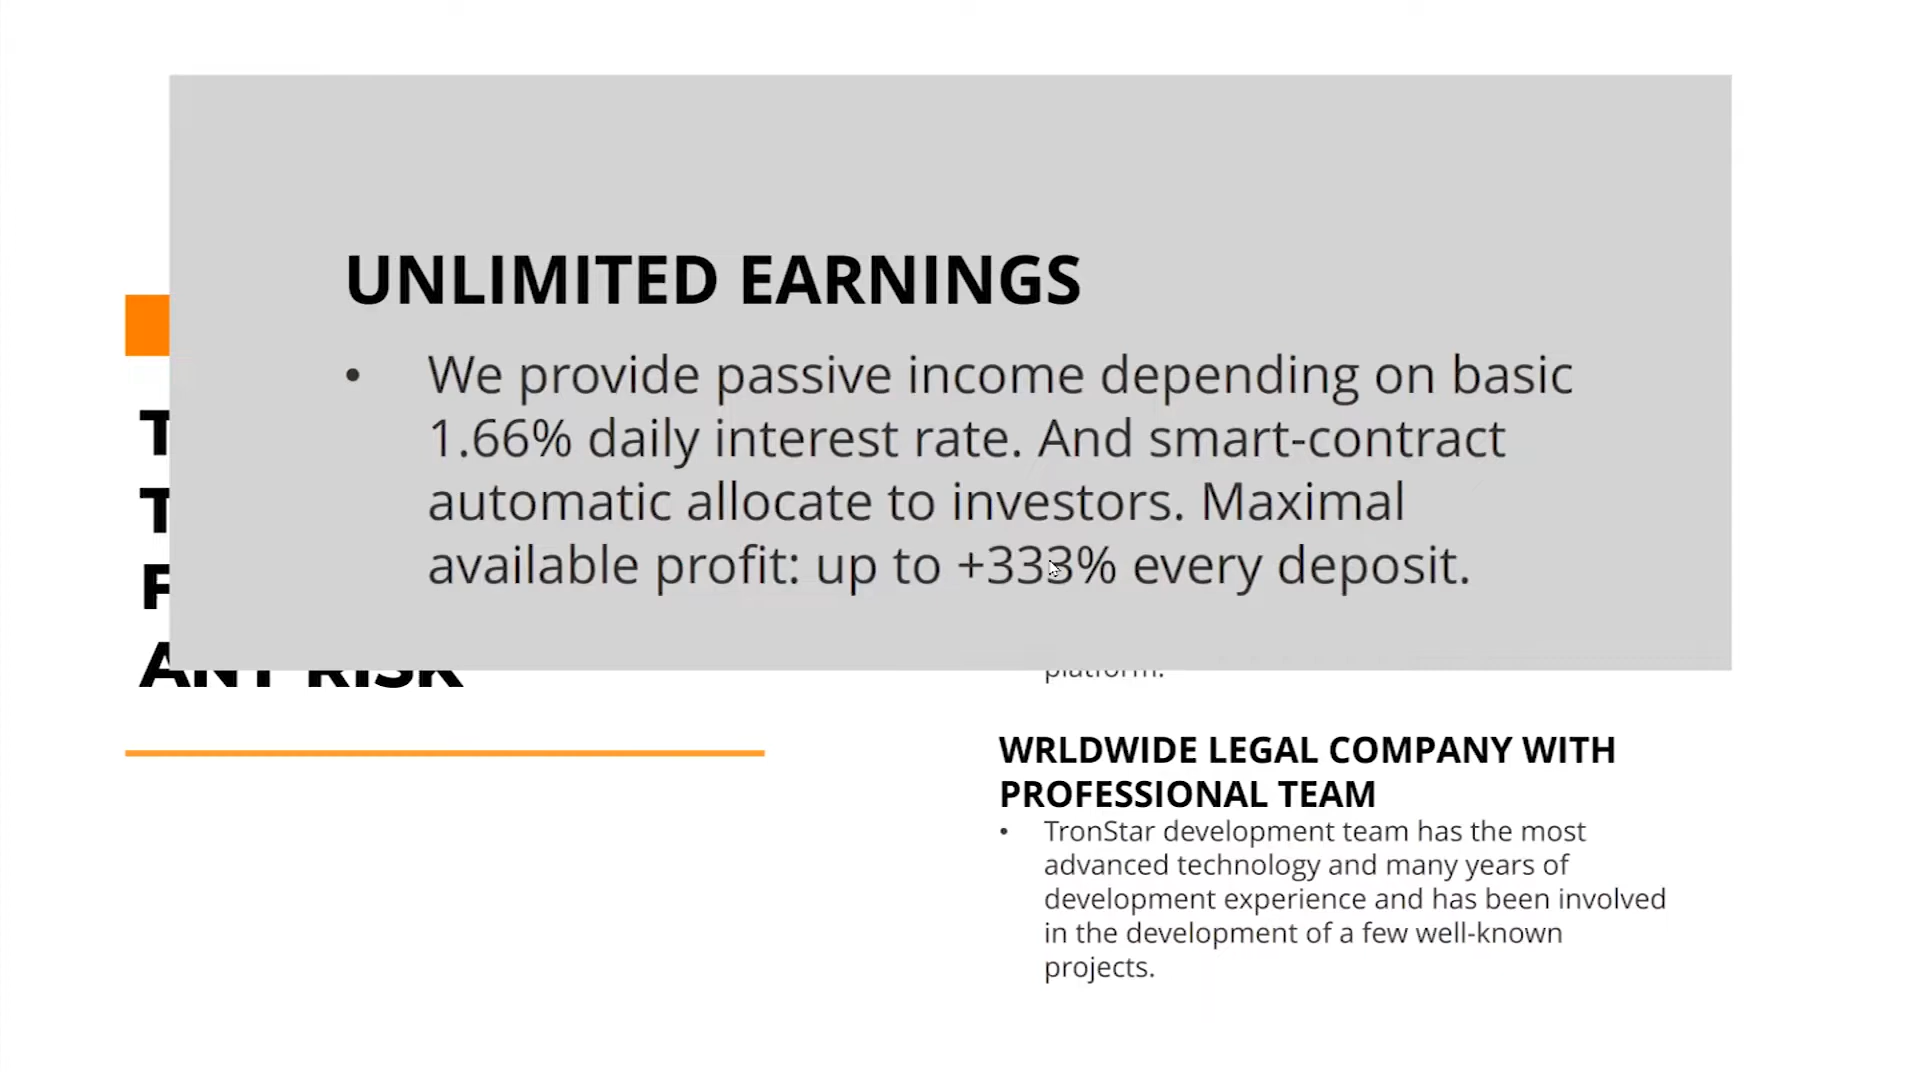 UNLIMITED EARNINGS
• We provide passive income depending on basic
1.66% daily interest rate. And smart-contract
automatic allocate to investors. Maximal
available profit: up to +333% every deposit.
ANY RISK
platform.
WRLDWIDE LEGAL COMPANY WITH
PROFESSIONAL TEAM
• TronStar development team has the most
advanced technology and many years of
development experience and has been involved
in the development of a few well-known
projects.